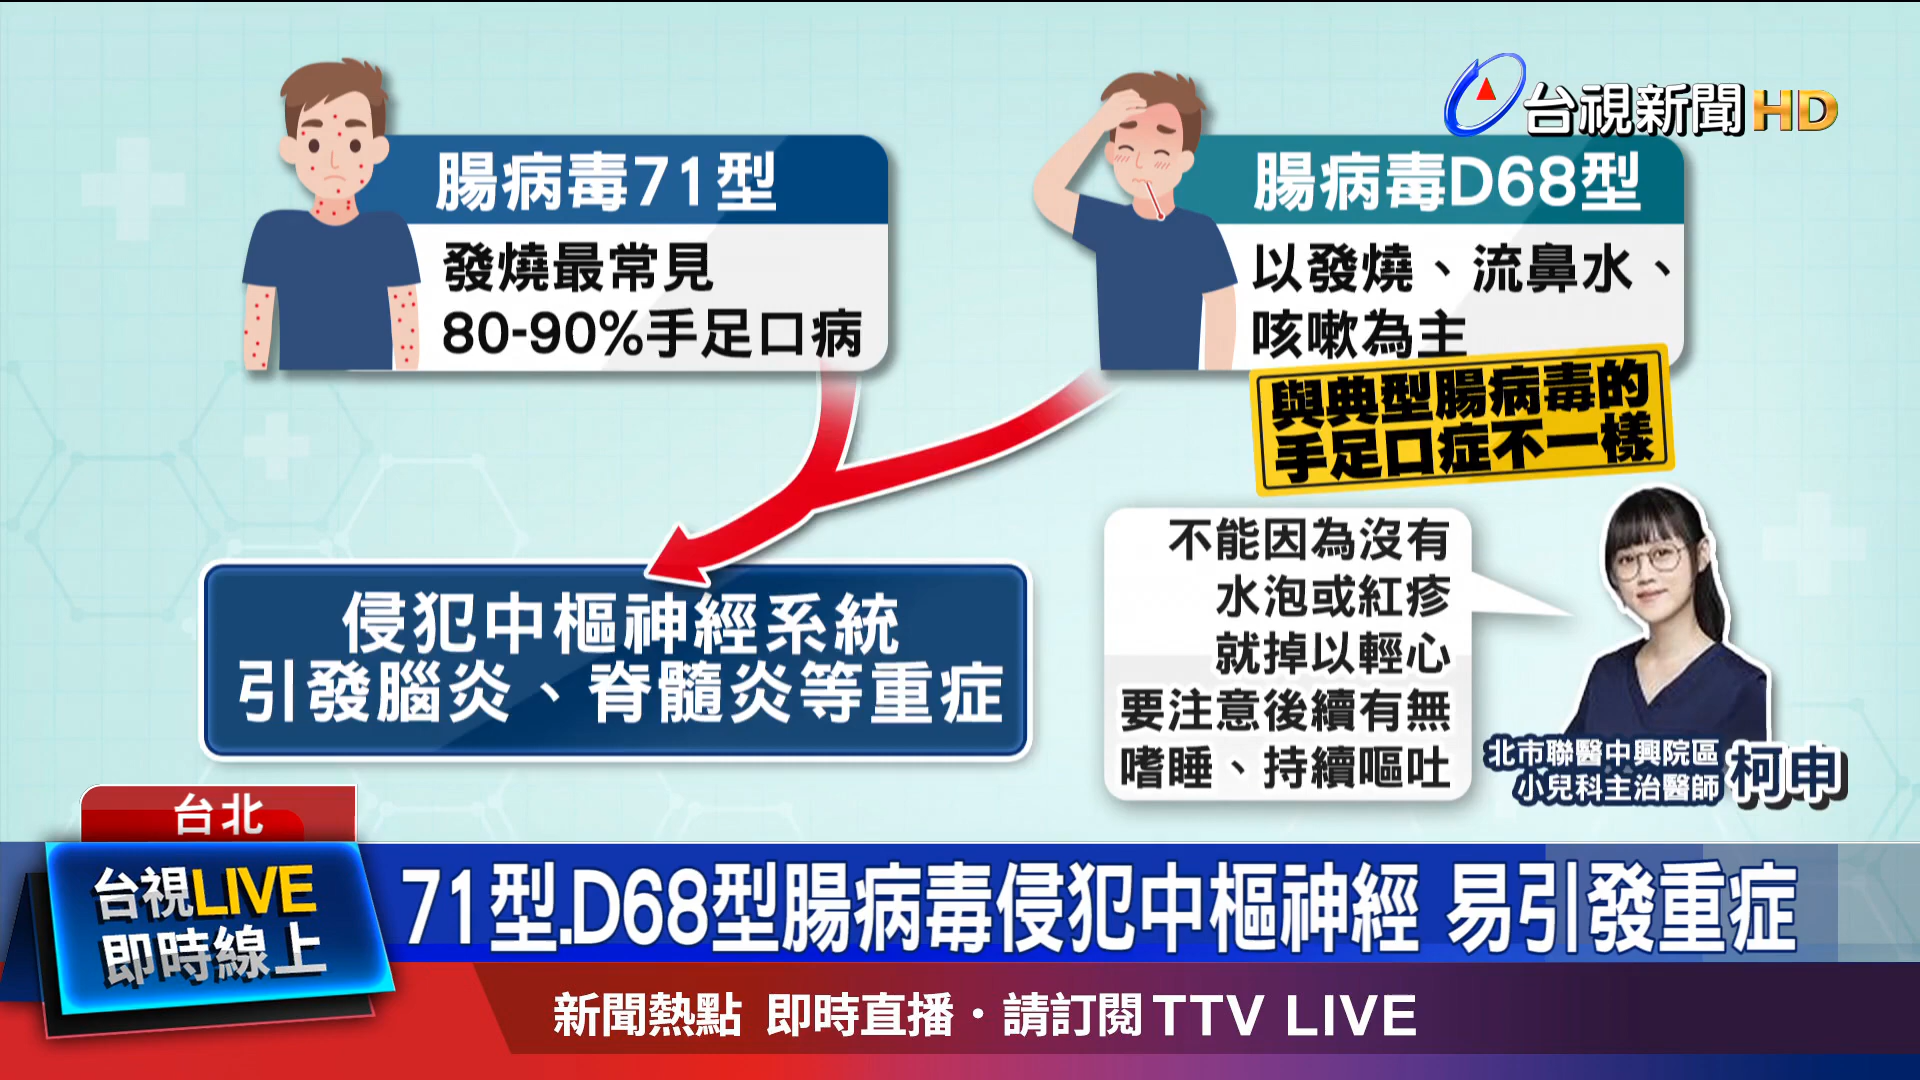 台視新聞HD
腸病毒71型
發燒最常見
80-90%手足口病
腸病毒D68型
以發燒、流鼻水、
咳嗽為主
與典型腸病毒的
手足口症不一樣
侵犯中樞神經系統
引發腦炎、脊髓炎等重症
不能因為沒有
水泡或紅疹
就掉以輕心
要注意後續有無
嗜睡、持續嘔吐
北市聯醫中興院區
小兒科主治醫師
柯申
台北
台視LIVE
即時線上
71型.D68型腸病毒侵犯中樞神經 易引發重症
新聞熱點 即時直播・請訂閱TTV LIVE